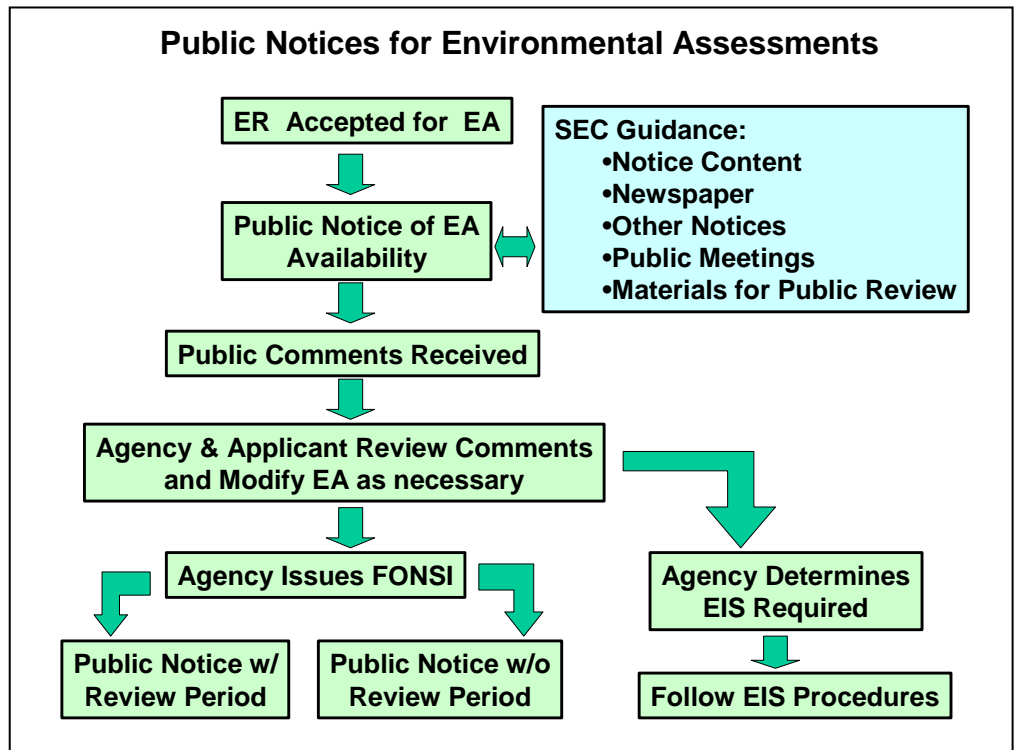 Public Notices for Environmental Assessments
ER Accepted for EA
SEC Guidance:
•Notice Content
•Newspaper
•Other Notices
•Public Meetings
•Materials for Public Review
Public Notice of EA
Availability
Public Comments Received
Agency & Applicant Review Comments
and Modify EA as necessary
Agency Issues FONSI
Agency Determines
EIS Required
Public Notice w/
Review Period
Public Notice w/o
Review Period
Follow EIS Procedures